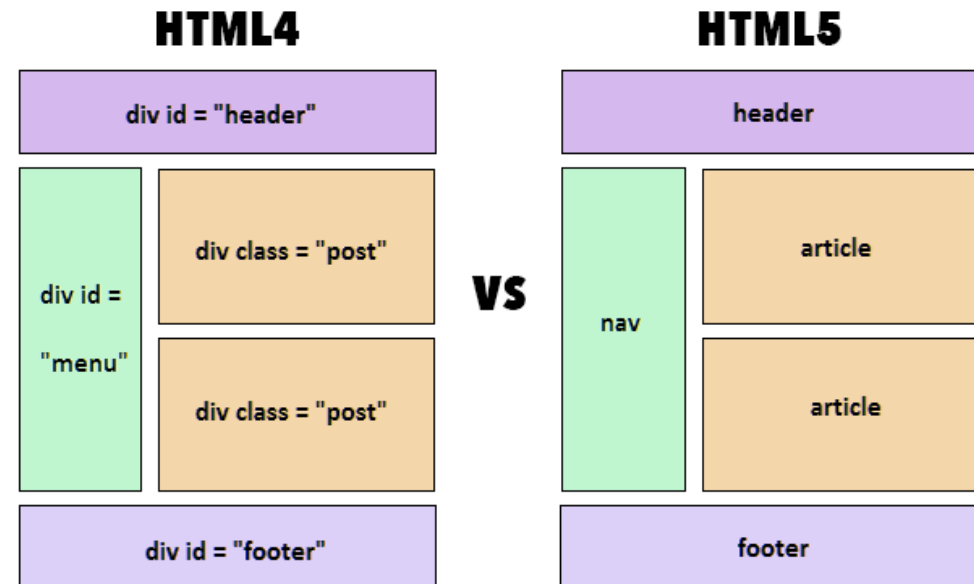 HTML4
div id = "header"
div id =
"menu"
div class = "post"
div class = "post"
div id = "footer"
VS
HTML5
header
nav
article
article
footer